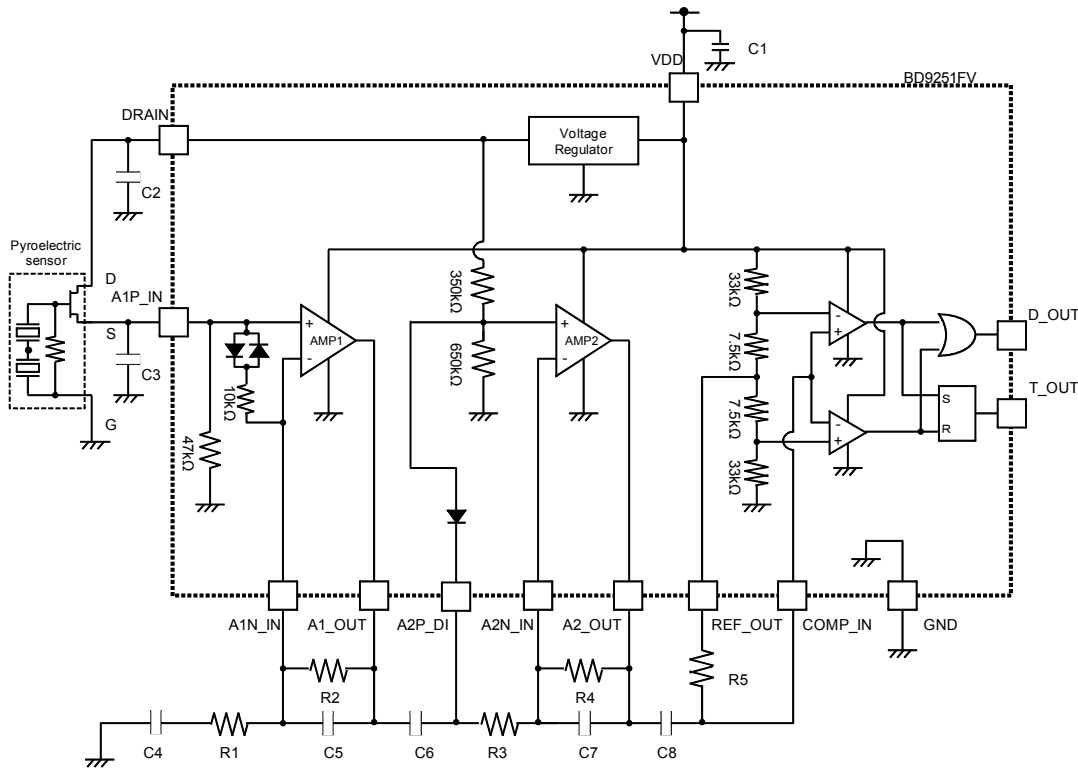 C1
VDD
BD9251FV
DRAIN
Voltage
Regulator
C2
Pyroelectric
sensor
D
A1P_IN
S
C3
G
350kΩ
650kΩ
33kΩ
7.5kΩ
7.5kΩ
33kΩ
+
-
AMP1
+
-
AMP2
-
+
-
+
10kΩ
47kΩ
S
R
D_OUT
T_OUT
A1N_IN
A1_OUT
A2P_DI
A2N_IN
A2_OUT
REF_OUT
COMP_IN
GND
R2
R4
R5
C4
R1
C5
C6
R3
C7
C8